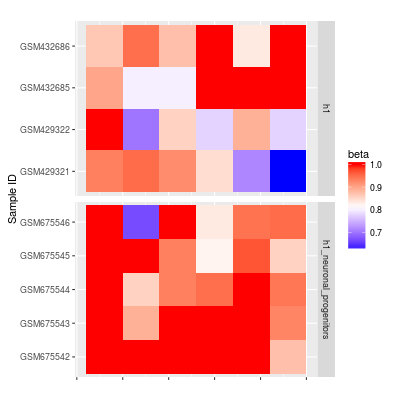 GSM432686
GSM432685
GSM429322
GSM429321
h1
GSM675546
GSM675545
GSM675544
GSM675543
GSM675542
h1_neuronal_progenitors
Sample ID
beta
1.0
0.9
0.8
0.7